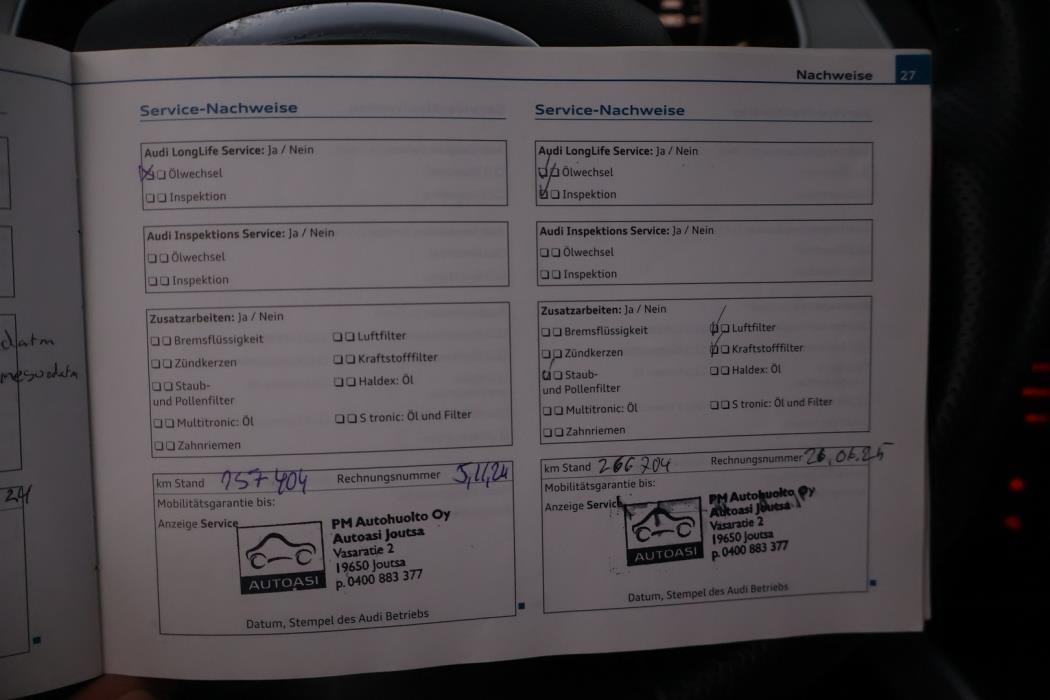 Nachweise 27
Service-Nachweise
Audi LongLife Service: Ja / Nein
Ölwechsel
Inspektion
Audi Inspektions Service: Ja / Nein
Ölwechsel
Inspektion
Zusatzarbeiten: Ja / Nein
Bremsflüssigkeit
Luftfilter
Zündkerzen
Kraftstofffilter
Staub-
und Pollenfilter
Haldex: Öl
Multitronic: Öl
S tronic: Öl und Filter
Zahnriemen
km Stand 257 404 Rechnungsnummer 5,11,24
Mobilitätsgarantie bis:
Anzeige Service
PM Autohuolto Oy
Autoasi Joutsa
Vasaratie 2
19650 Joutsa
p. 0400 883 377
AUTOASI
Datum, Stempel des Audi Betriebs
Service-Nachweise
Audi LongLife Service: Ja / Nein
Ölwechsel
Inspektion
Audi Inspektions Service: Ja / Nein
Ölwechsel
Inspektion
Zusatzarbeiten: Ja / Nein
Bremsflüssigkeit
Luftfilter
Zündkerzen
Kraftstofffilter
Staub-
und Pollenfilter
Haldex: Öl
Multitronic: Öl
S tronic: Öl und Filter
Zahnriemen
km Stand 266 704 Rechnungsnummer 26,06.25
Mobilitätsgarantie bis:
Anzeige Service
PM Autohuolto Oy
Autoasi Joutsa
Vasaratie 2
19650 Joutsa
p. 0400 883 377
AUTOASI
Datum, Stempel des Audi Betriebs